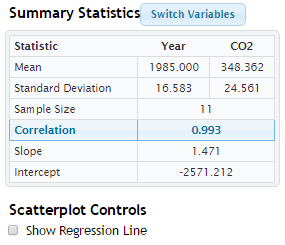 Summary Statistics Switch Variables
Statistic Year CO2
Mean 1985.000 348.362
Standard Deviation 16.583 24.561
Sample Size 11
Correlation 0.993
Slope 1.471
Intercept -2571.212
Scatterplot Controls
Show Regression Line